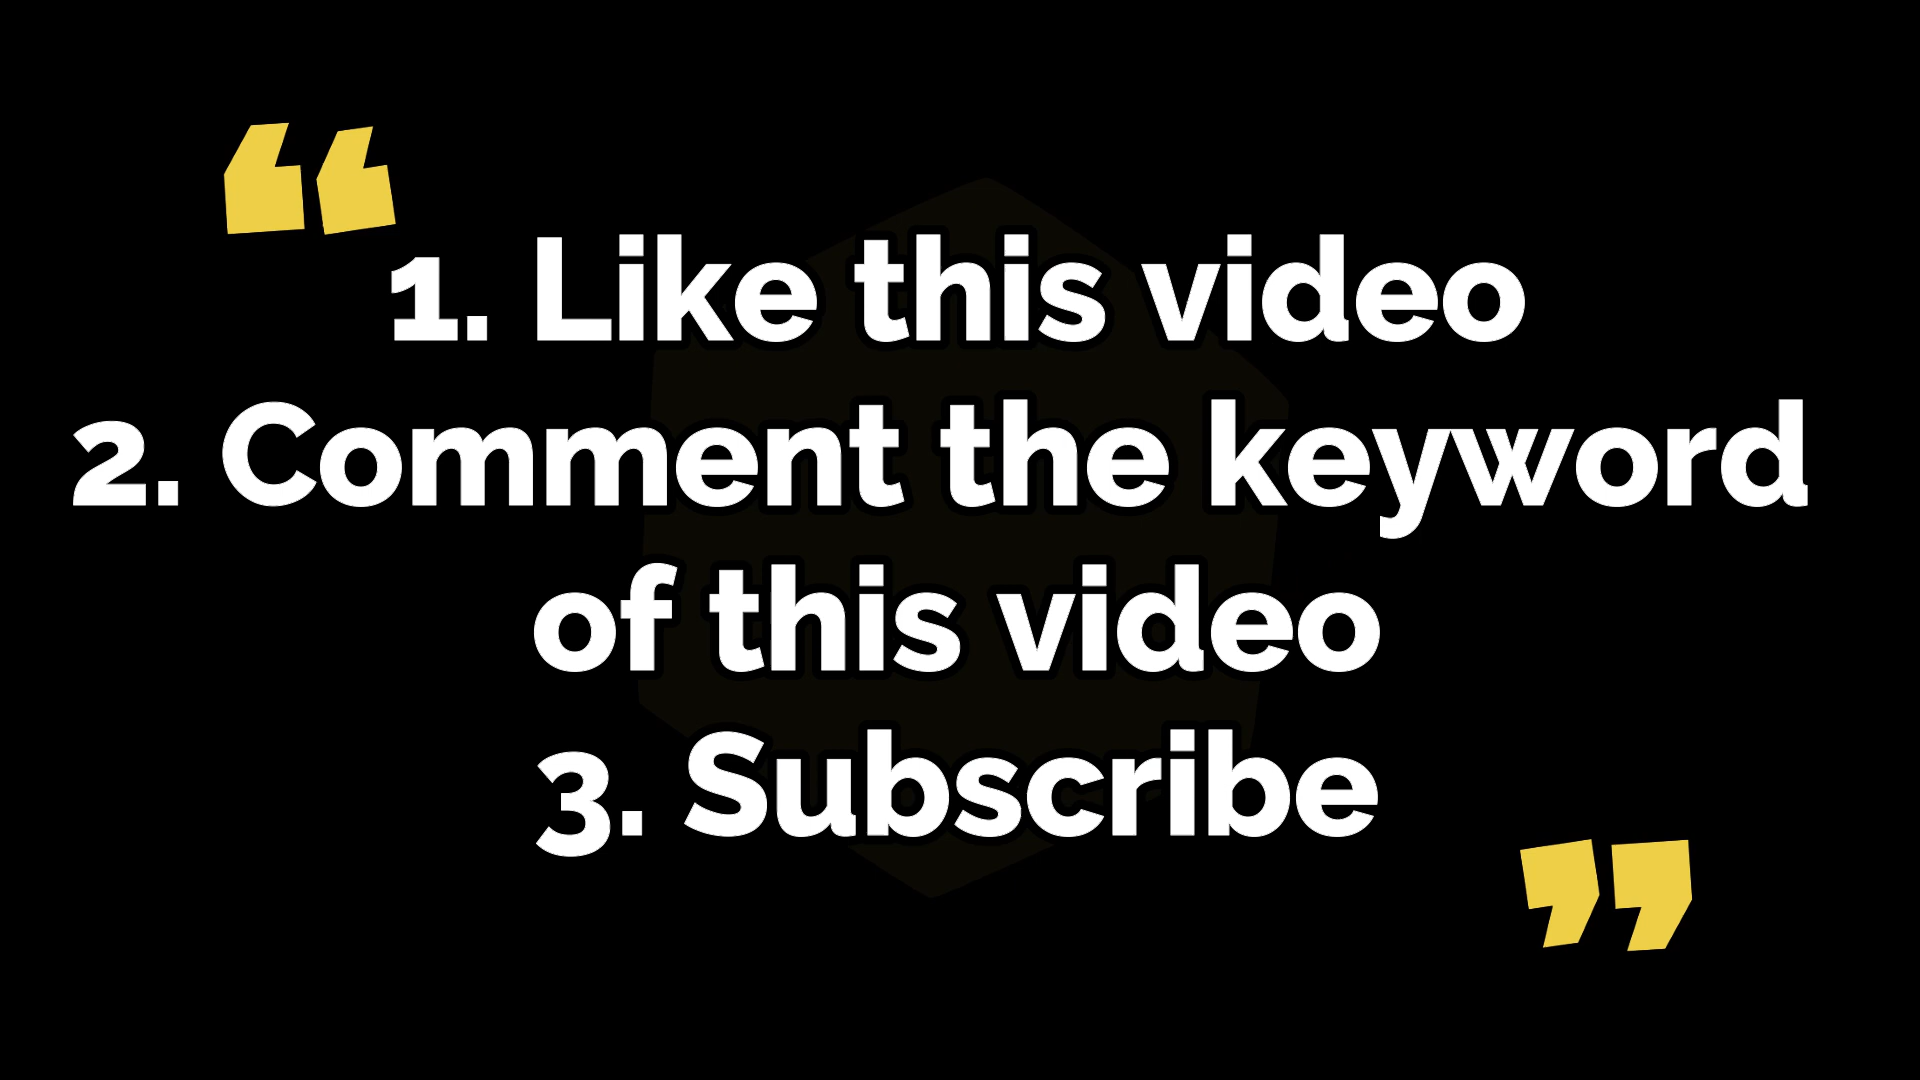 “
1. Like this video
2. Comment the keyword
of this video
3. Subscribe
”